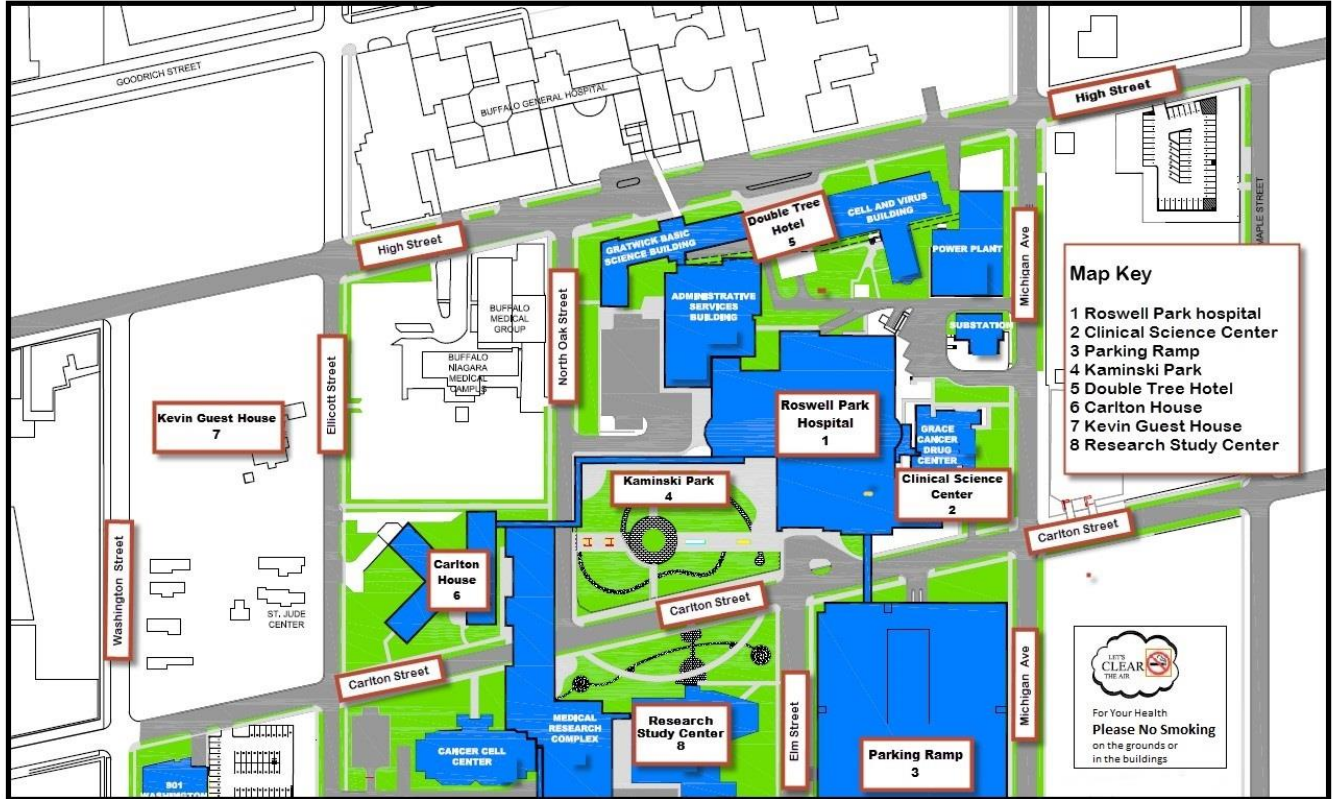 GOODRICH STREET
BUFFALO GENERAL HOSPITAL
High Street
High Street
MAPLE STREET
Double Tree
Hotel
5
CELL AND VIRUS
BUILDING
GRATWICK BASIC
SCIENCE BUILDING
POWER PLANT
Michigan Ave
ADMINISTRATIVE
SERVICES
BUILDING
SUBSTATION
North Oak Street
BUFFALO
MEDICAL
GROUP
BUFFALO
NIAGARA
MEDICAL
CAMPUS
Ellicott Street
Kevin Guest House
7
Roswell Park
Hospital
1
GRACE
CANCER
DRUG
CENTER
Clinical Science
Center
2
Kaminski Park
4
Map Key
1 Roswell Park hospital
2 Clinical Science Center
3 Parking Ramp
4 Kaminski Park
5 Double Tree Hotel
6 Carlton House
7 Kevin Guest House
8 Research Study Center
Carlton Street
Washington Street
Carlton
House
6
ST. JUDE
CENTER
Carlton Street
Carlton Street
Michigan Ave
Elm Street
MEDICAL
RESEARCH
COMPLEX
Research
Study Center
8
CANCER CELL
CENTER
Parking Ramp
3
901
WASHINGTON
LET'S
CLEAR
THE AIR
For Your Health
Please No Smoking
on the grounds or
in the buildings